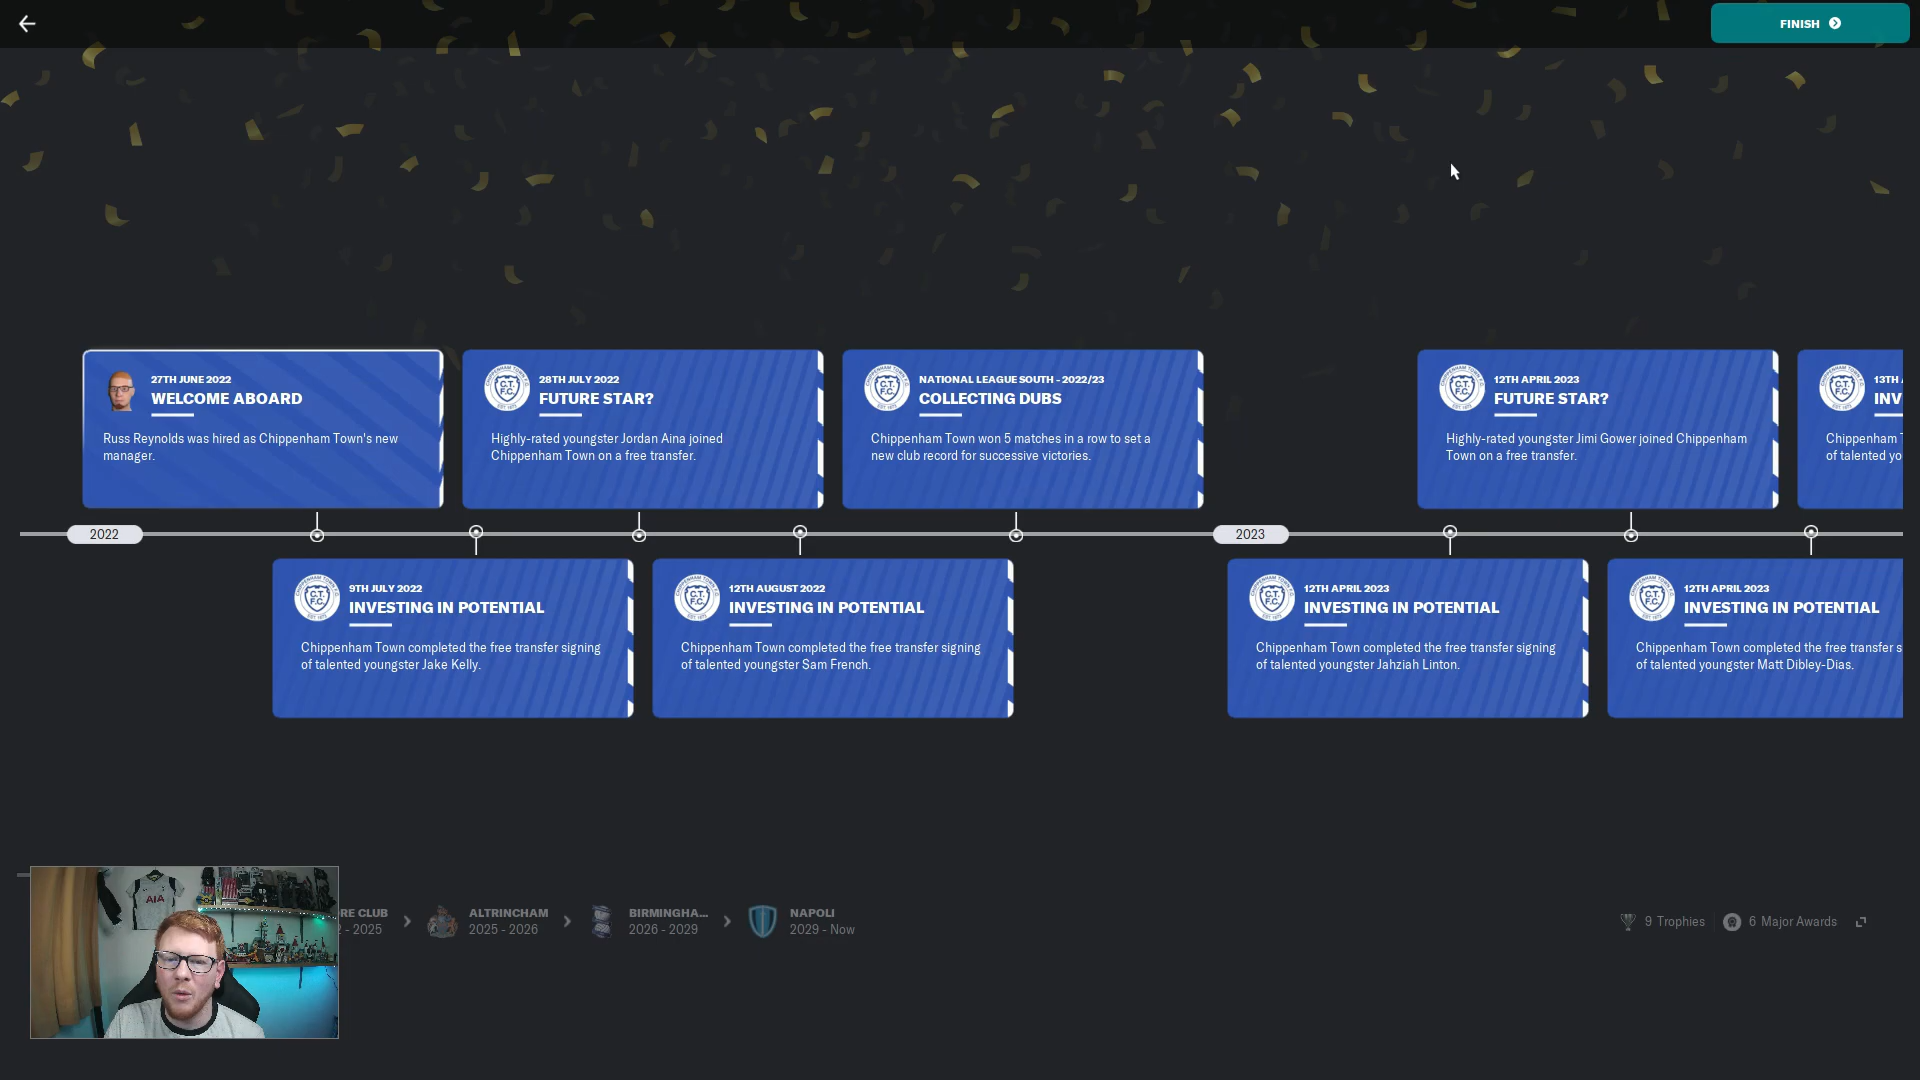 FINISH
27TH JUNE 2022
WELCOME ABOARD
Russ Reynolds was hired as Chippenham Town's new
manager.
28TH JULY 2022
FUTURE STAR?
Highly-rated youngster Jordan Aina joined
Chippenham Town on a free transfer.
NATIONAL LEAGUE SOUTH - 2022/23
COLLECTING DUBS
Chippenham Town won 5 matches in a row to set a
new club record for successive victories.
12TH APRIL 2023
FUTURE STAR?
Highly-rated youngster Jimi Gower joined Chippenham
Town on a free transfer.
13TH
INV
Chippenham T
of talented yo
2022
2023
9TH JULY 2022
INVESTING IN POTENTIAL
Chippenham Town completed the free transfer signing
of talented youngster Jake Kelly.
12TH AUGUST 2022
INVESTING IN POTENTIAL
Chippenham Town completed the free transfer signing
of talented youngster Sam French.
12TH APRIL 2023
INVESTING IN POTENTIAL
Chippenham Town completed the free transfer signing
of talented youngster Jahziah Linton.
12TH APRIL 2023
INVESTING IN POTENTIAL
Chippenham Town completed the free transfer s
of talented youngster Matt Dibley-Dias.
AIA
RE CLUB
2 - 2025
ALTRINCHAM
2025 - 2026
BIRMINGHA...
2026 - 2029
NAPOLI
2029 - Now
9 Trophies
6 Major Awards